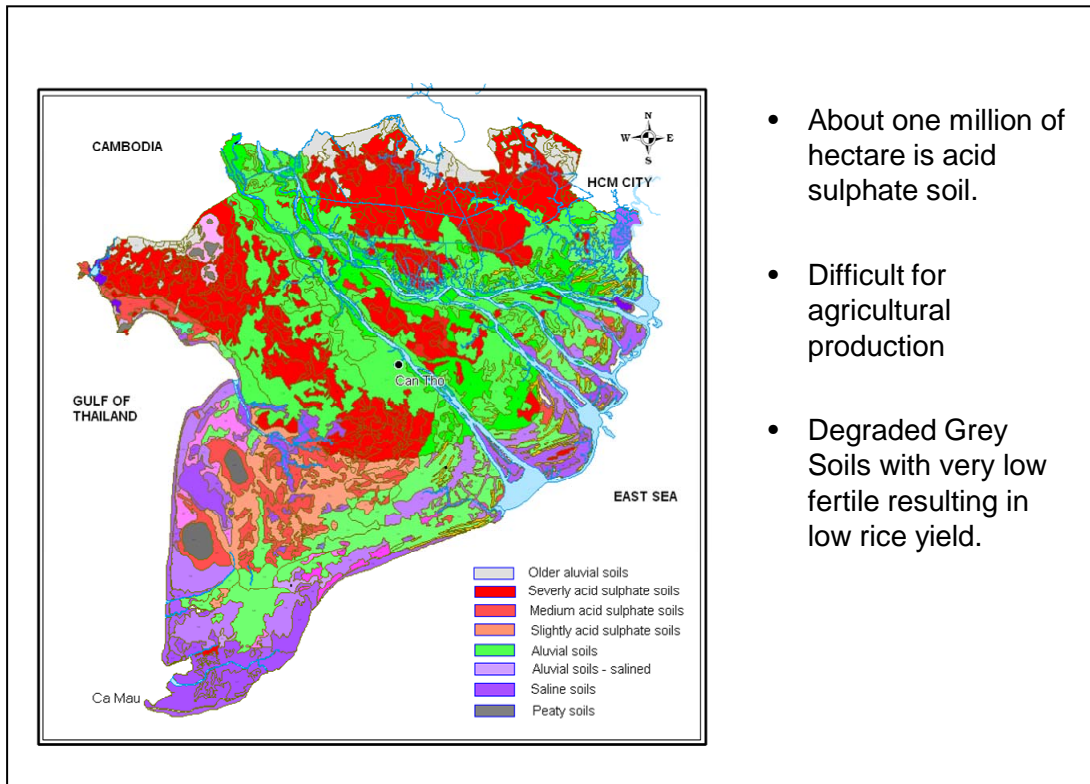 CAMBODIA
N
W E
S
HCM CITY
Can Tho
GULF OF
THAILAND
EAST SEA
Older aluvial soils
Severly acid sulphate soils
Medium acid sulphate soils
Slightly acid sulphate soils
Aluvial soils
Aluvial soils - salined
Saline soils
Peaty soils
Ca Mau
• About one million of
hectare is acid
sulphate soil.
• Difficult for
agricultural
production
• Degraded Grey
Soils with very low
fertile resulting in
low rice yield.